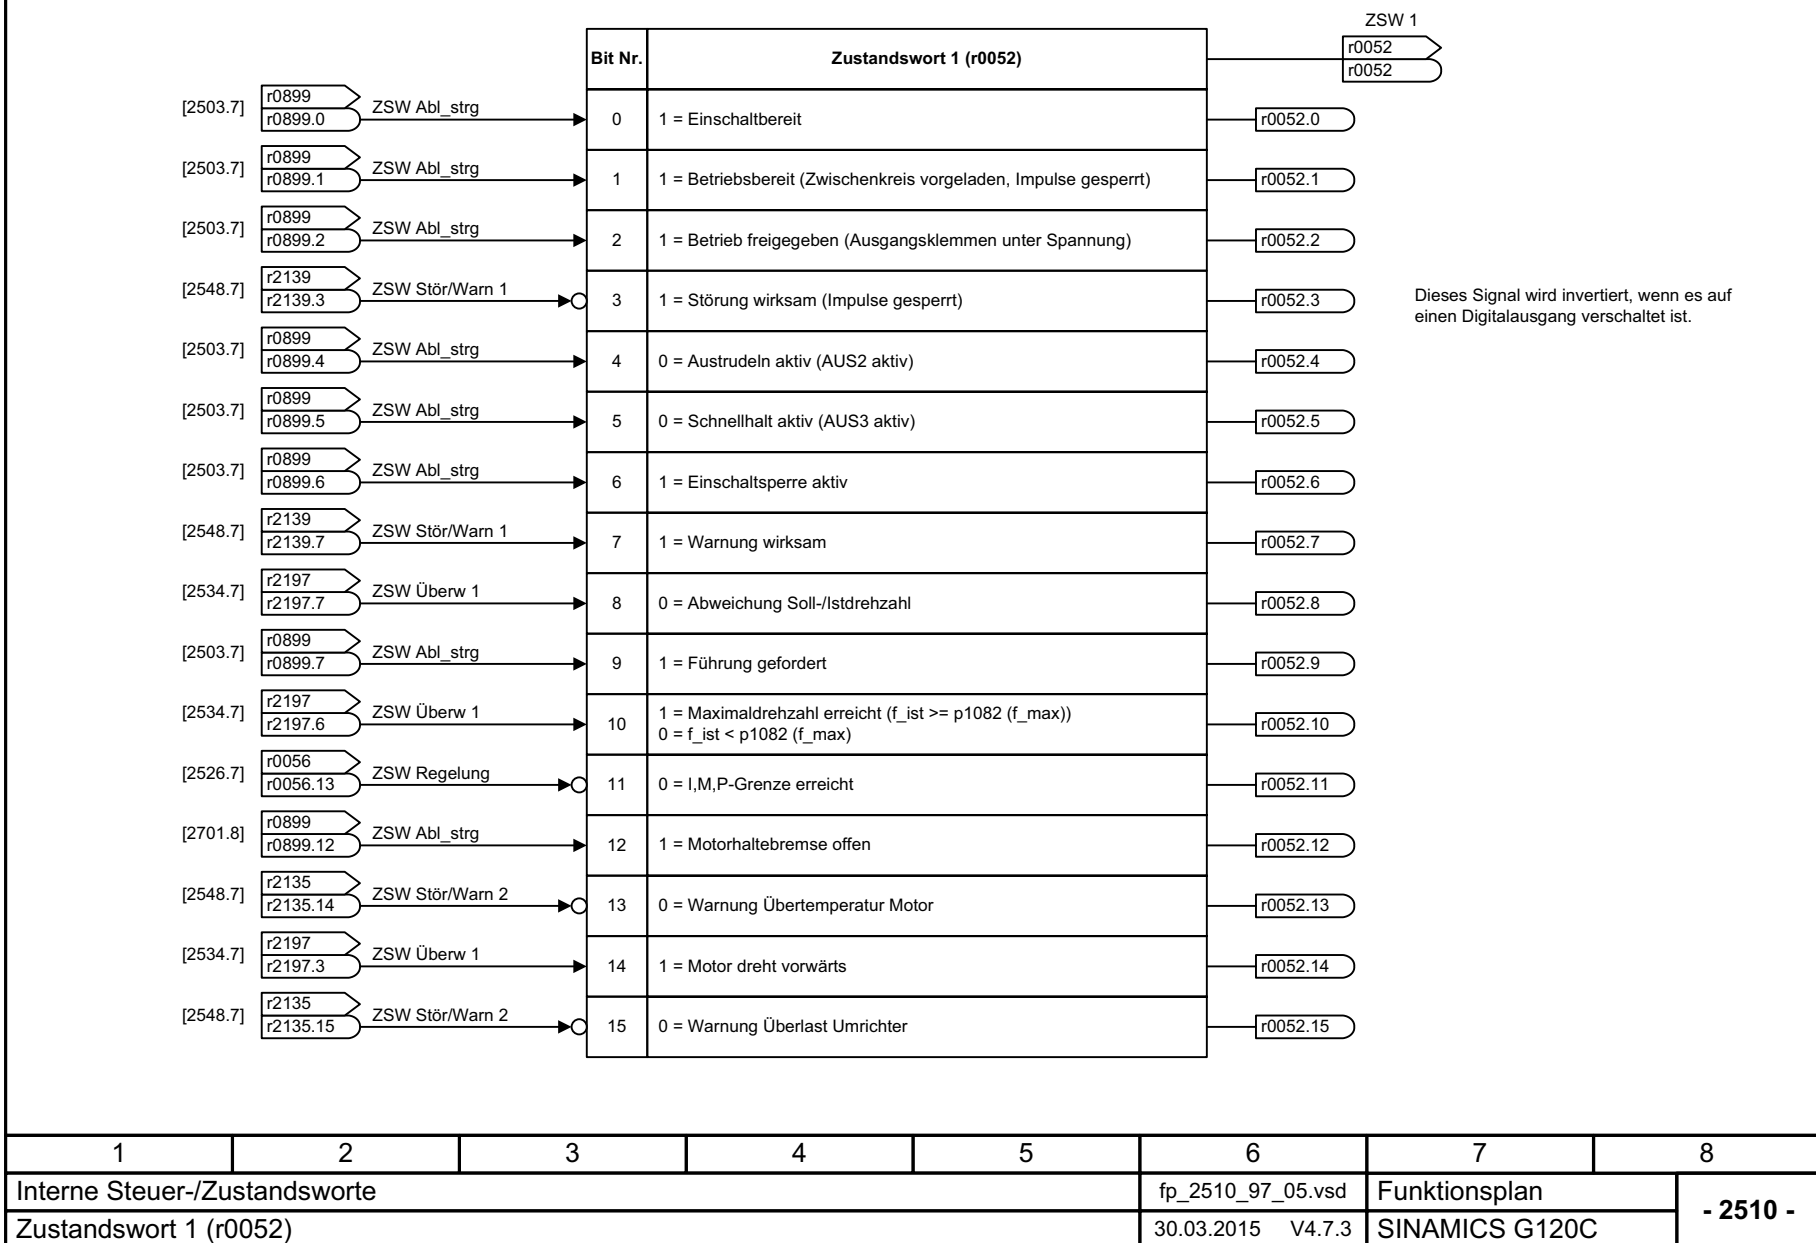 ZSW 1
Bit Nr. Zustandswort 1 (r0052) r0052
r0052
[2503.7] r0899 ZSW Abl_strg
r0899.0 0 1 = Einschaltbereit r0052.0
[2503.7] r0899 ZSW Abl_strg
r0899.1 1 1 = Betriebsbereit (Zwischenkreis vorgeladen, Impulse gesperrt) r0052.1
[2503.7] r0899 ZSW Abl_strg
r0899.2 2 1 = Betrieb freigegeben (Ausgangsklemmen unter Spannung) r0052.2
[2548.7] r2139 ZSW Stör/Warn 1
r2139.3 3 1 = Störung wirksam (Impulse gesperrt) r0052.3
Dieses Signal wird invertiert, wenn es auf
einen Digitalausgang verschaltet ist.
[2503.7] r0899 ZSW Abl_strg
r0899.4 4 0 = Austrudeln aktiv (AUS2 aktiv) r0052.4
[2503.7] r0899 ZSW Abl_strg
r0899.5 5 0 = Schnellhalt aktiv (AUS3 aktiv) r0052.5
[2503.7] r0899 ZSW Abl_strg
r0899.6 6 1 = Einschaltsperre aktiv r0052.6
[2548.7] r2139 ZSW Stör/Warn 1
r2139.7 7 1 = Warnung wirksam r0052.7
[2534.7] r2197 ZSW Überw 1
r2197.7 8 0 = Abweichung Soll-/Istdrehzahl r0052.8
[2503.7] r0899 ZSW Abl_strg
r0899.7 9 1 = Führung gefordert r0052.9
[2534.7] r2197 ZSW Überw 1
r2197.6 10 1 = Maximaldrehzahl erreicht (f_ist >= p1082 (f_max))
0 = f_ist < p1082 (f_max) r0052.10
[2526.7] r0056 ZSW Regelung
r0056.13 11 0 = I,M,P-Grenze erreicht r0052.11
[2701.8] r0899 ZSW Abl_strg
r0899.12 12 1 = Motorhaltebremse offen r0052.12
[2548.7] r2135 ZSW Stör/Warn 2
r2135.14 13 0 = Warnung Übertemperatur Motor r0052.13
[2534.7] r2197 ZSW Überw 1
r2197.3 14 1 = Motor dreht vorwärts r0052.14
[2548.7] r2135 ZSW Stör/Warn 2
r2135.15 15 0 = Warnung Überlast Umrichter r0052.15
1 2 3 4 5 6 7 8
Interne Steuer-/Zustandsworte fp_2510_97_05.vsd Funktionsplan - 2510 -
Zustandswort 1 (r0052) 30.03.2015 V4.7.3 SINAMICS G120C